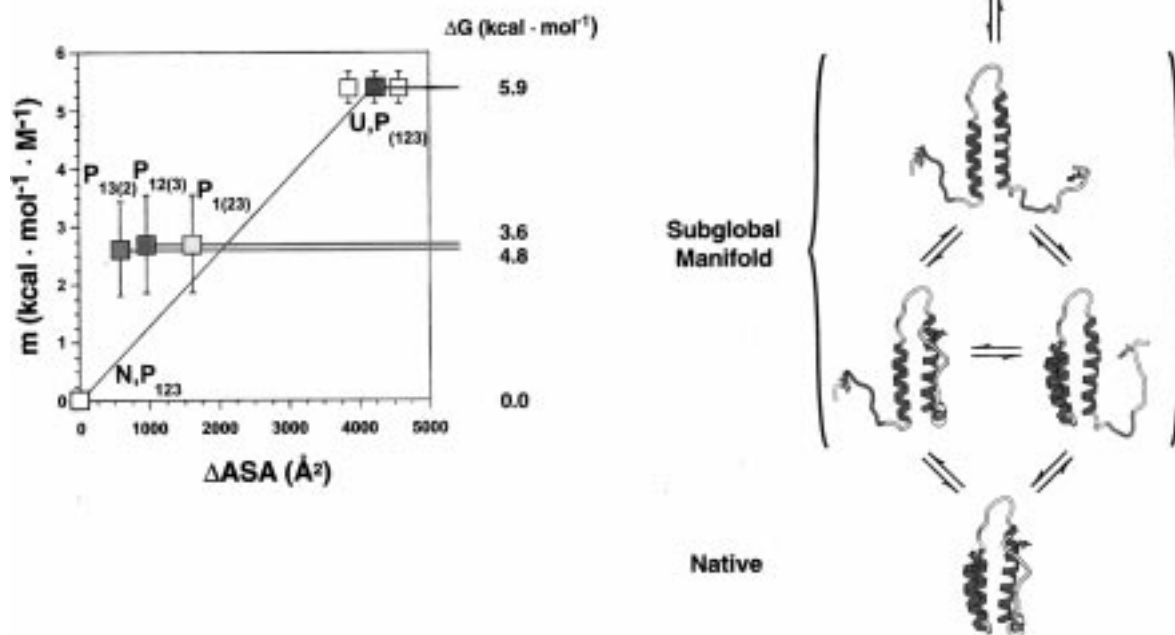 ΔG (kcal · mol⁻¹)
6
5
4
3
2
1
0
m (kcal · mol⁻¹ · M⁻¹)
5.9
3.6
4.8
0.0
U,P(123)
P13(2)
P12(3)
P1(23)
N,P123
0 1000 2000 3000 4000 5000
ΔASA (Å²)
Subglobal
Manifold
Native